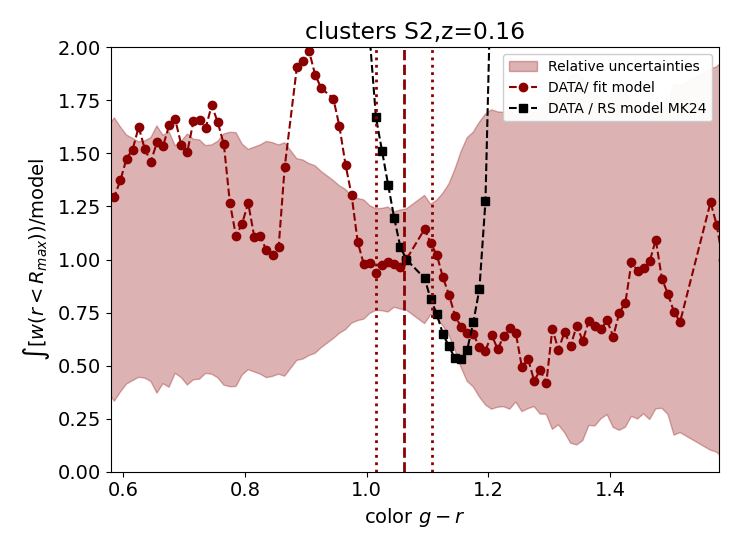 clusters S2,z=0.16
Relative uncertainties
DATA/ fit model
DATA / RS model MK24
∫[w(r < R_{max}))/model
2.00
1.75
1.50
1.25
1.00
0.75
0.50
0.25
0.00
0.6 0.8 1.0 1.2 1.4
color g − r